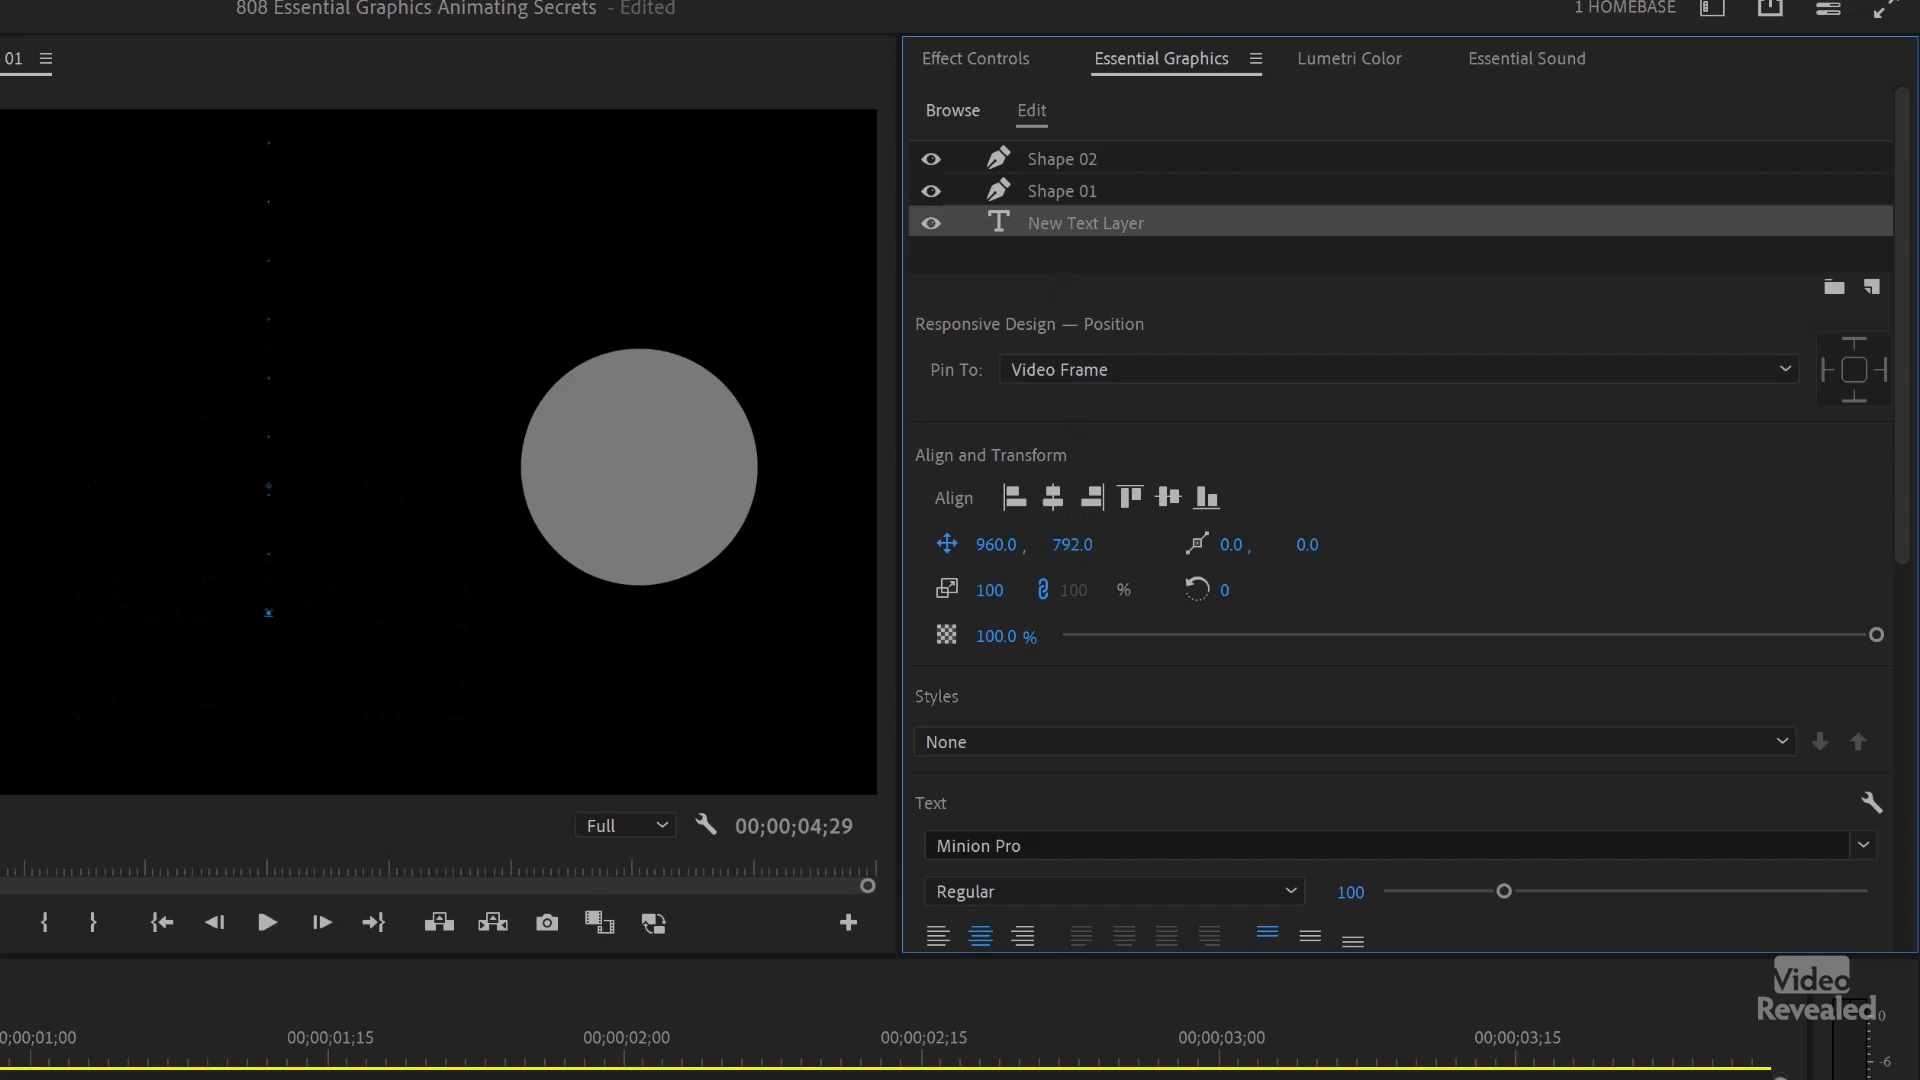 808 Essential Graphics Animating Secrets - Edited
1 HOMEBASE
01
Effect Controls
Essential Graphics
Lumetri Color
Essential Sound
Browse
Edit
Shape 02
Shape 01
New Text Layer
Responsive Design — Position
Pin To:
Video Frame
Align and Transform
Align
960.0 , 792.0
0.0 , 0.0
100
100 %
0
100.0 %
Styles
None
Text
Minion Pro
Regular
100
Full
00;00;04;29
0;00;01;00
00;00;01;15
00;00;02;00
00;00;02;15
00;00;03;00
00;00;03;15
Video
Revealed
0
-6